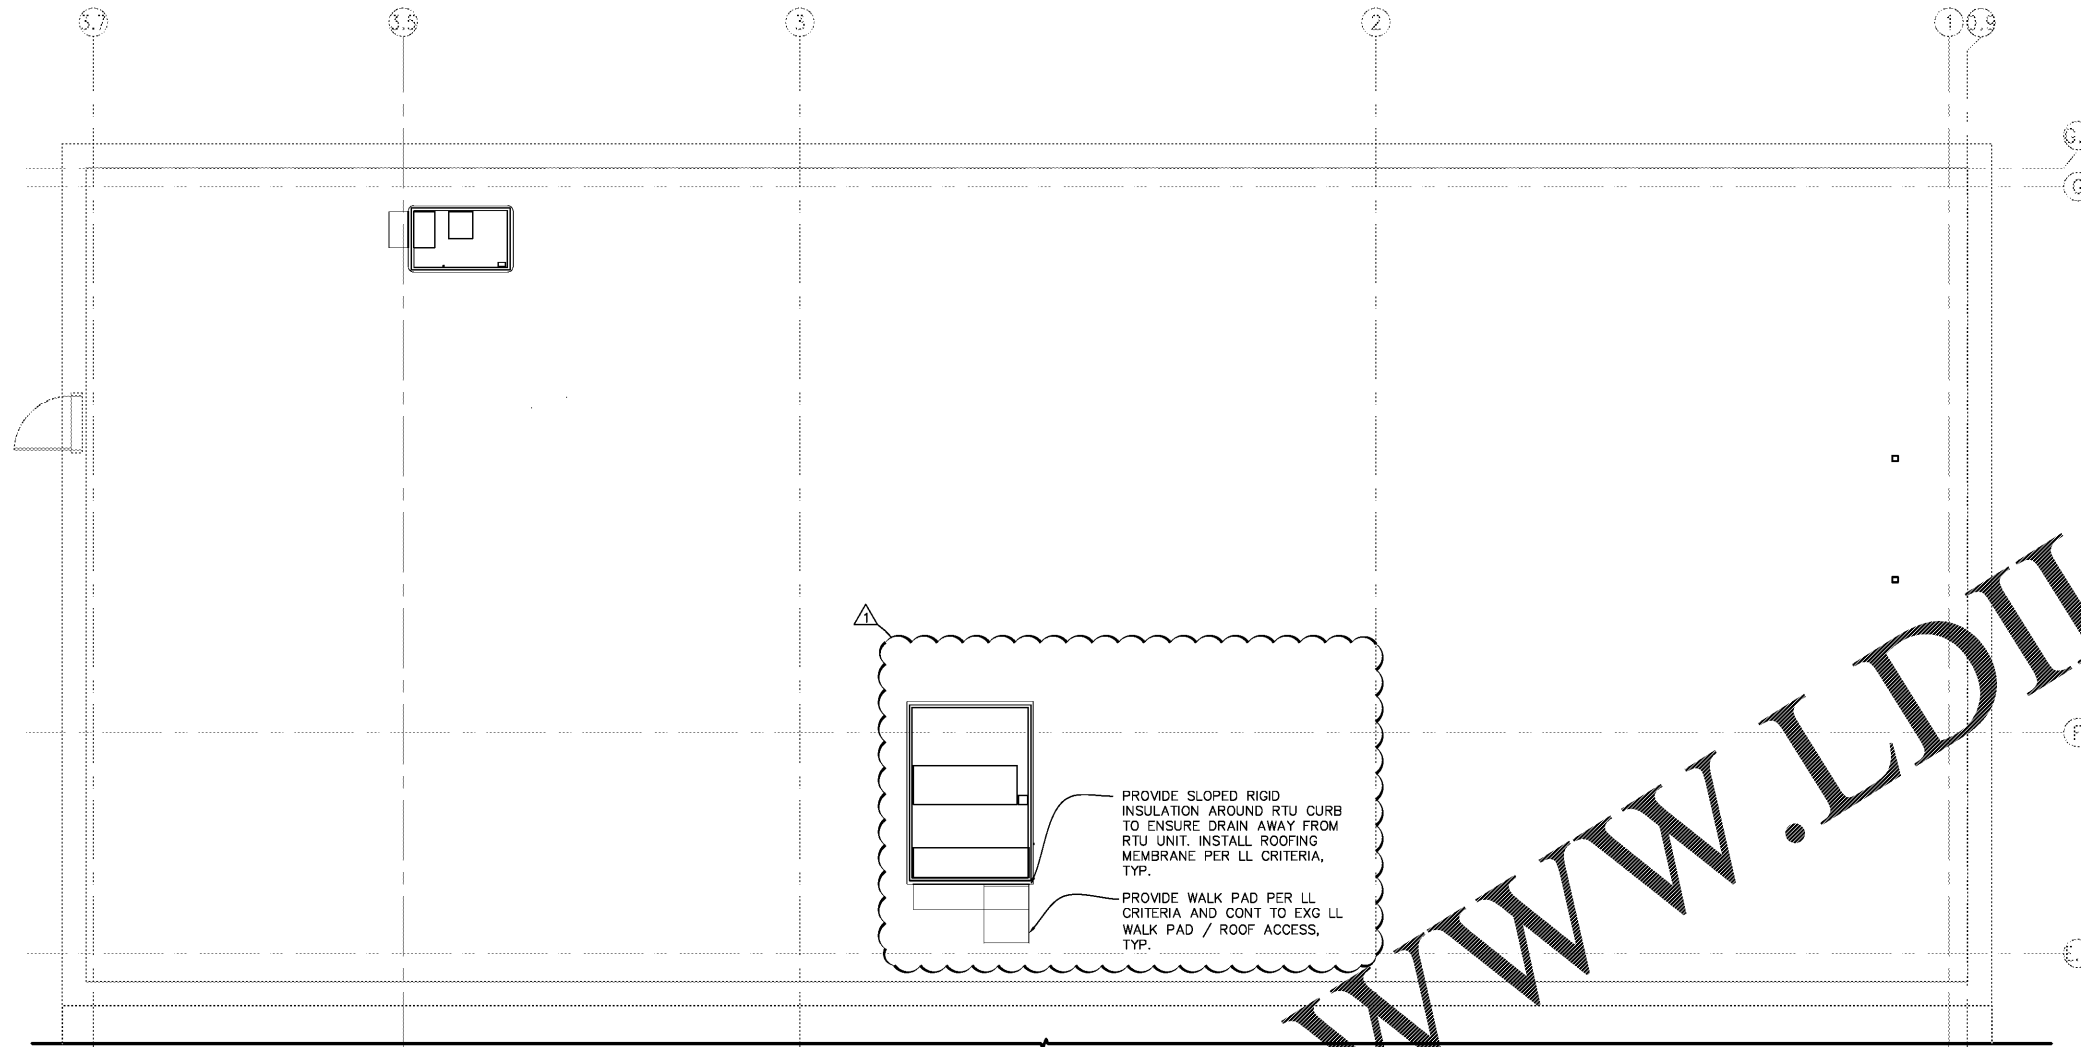 3.7
3.5
3
2
1
0.9
G
1
F
PROVIDE SLOPED RIGID
INSULATION AROUND RTU CURB
TO ENSURE DRAIN AWAY FROM
RTU UNIT. INSTALL ROOFING
MEMBRANE PER LL CRITERIA,
TYP.
PROVIDE WALK PAD PER LL
CRITERIA AND CONT TO EXG LL
WALK PAD / ROOF ACCESS,
TYP.
WWW.LDI